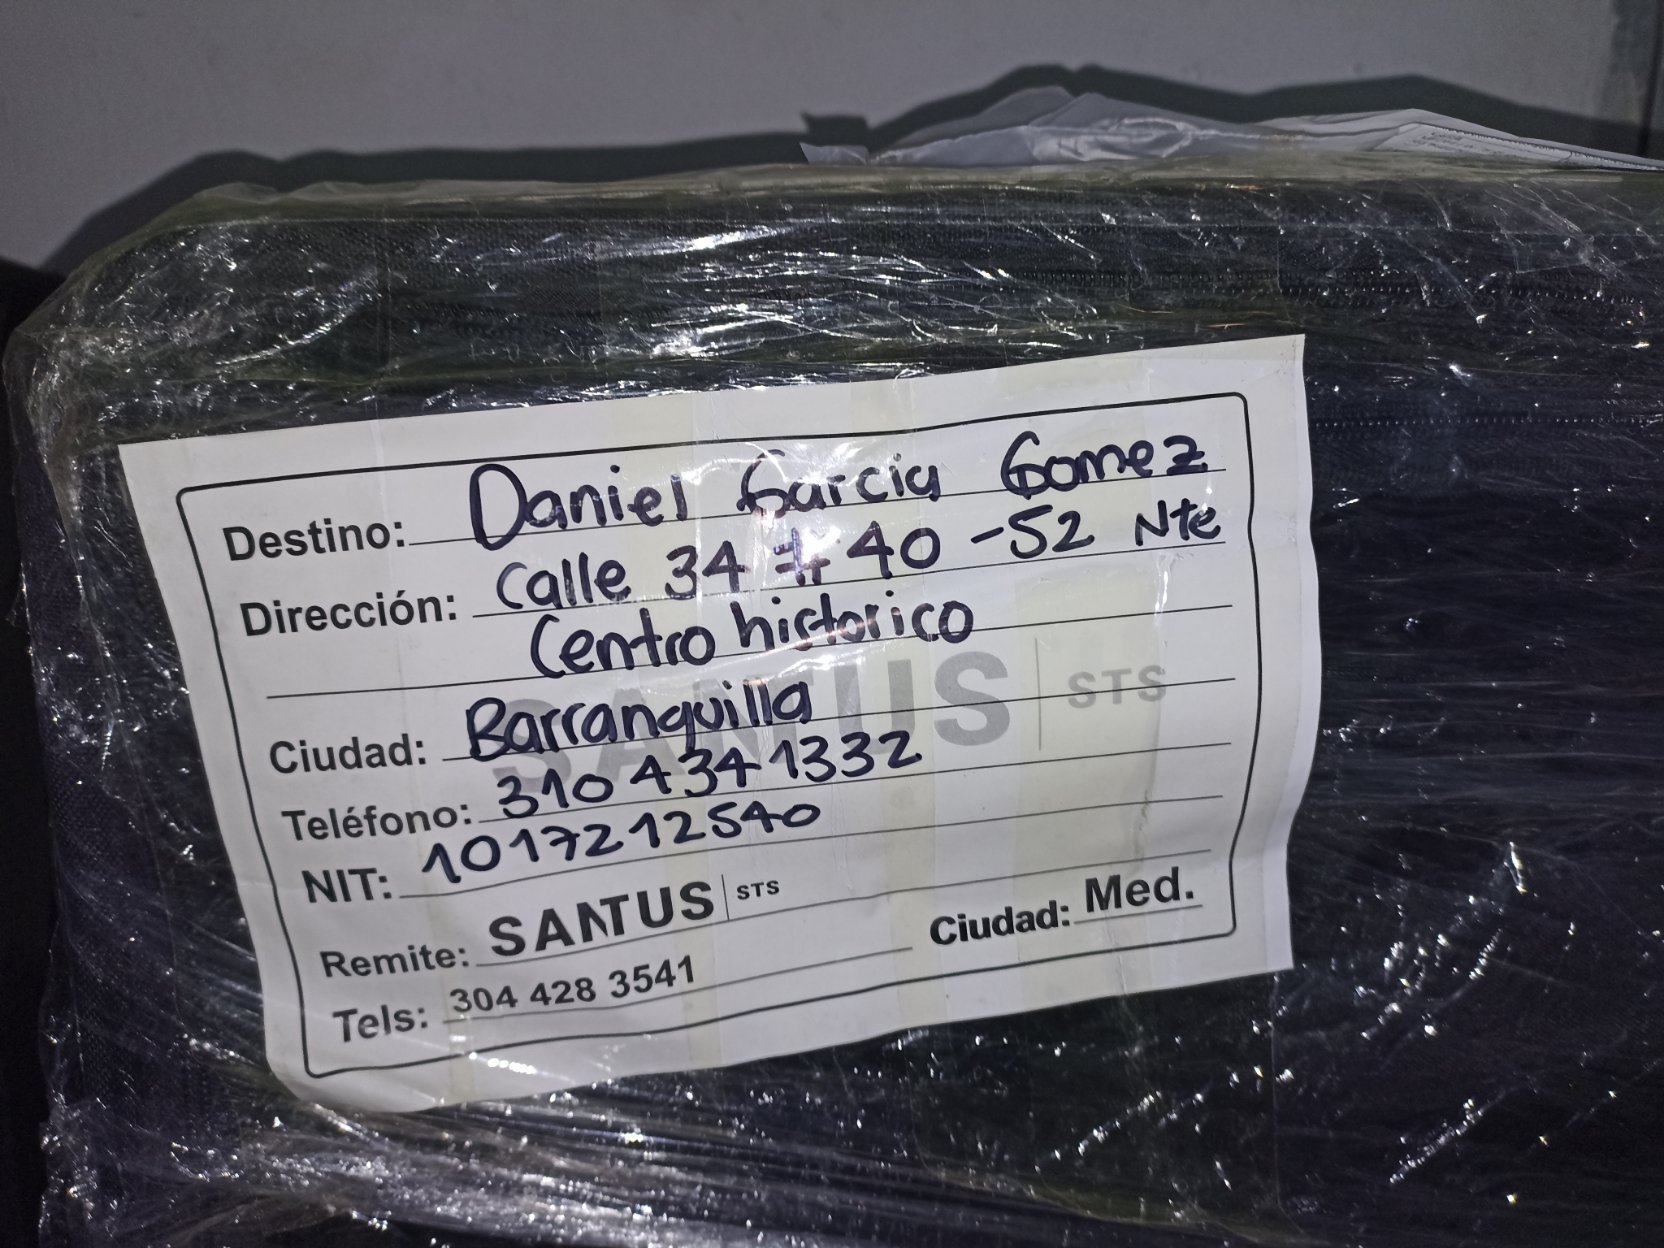 Destino: Daniel Garcia Gomez
Dirección: Calle 34 # 40 - 52 Nte
Centro historico
SANTUS | STS
Ciudad: Barranquilla
Teléfono: 310 434 1332
NIT: 1017212540
Remite: SANTUS | STS Ciudad: Med.
Tels: 304 428 3541